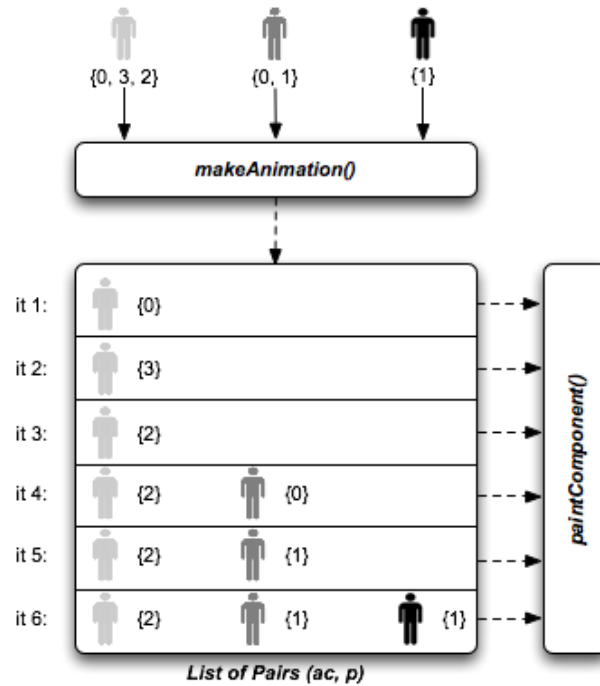 {0, 3, 2} {0, 1} {1}
makeAnimation()
it 1: {0}
it 2: {3}
it 3: {2}
it 4: {2} {0}
it 5: {2} {1}
it 6: {2} {1} {1}
paintComponent()
List of Pairs (ac, p)